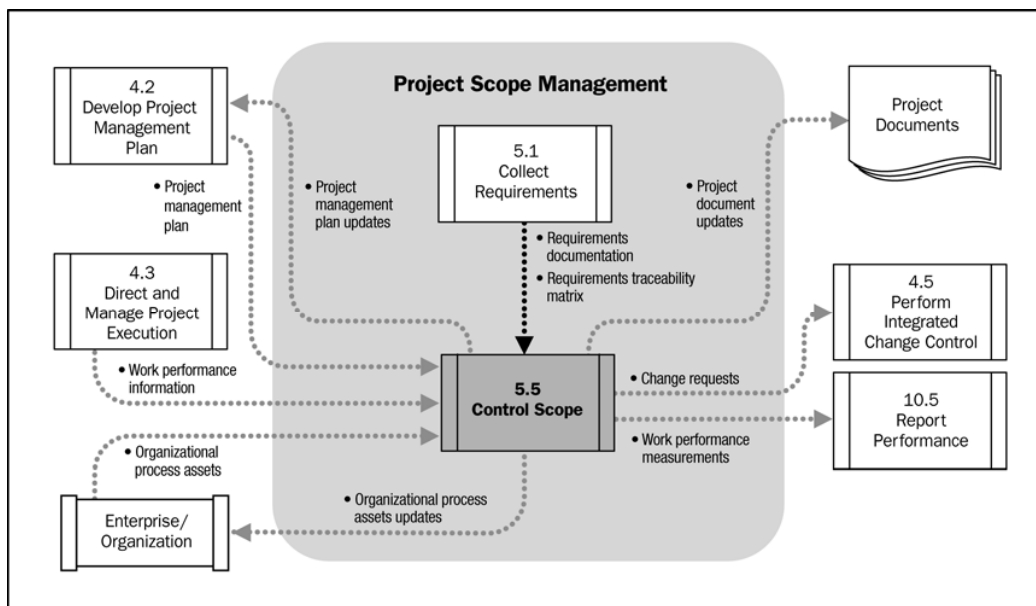 Project Scope Management
4.2
Develop Project
Management
Plan
• Project
management
plan
• Project
management
plan updates
5.1
Collect
Requirements
• Requirements
documentation
• Requirements traceability
matrix
• Project
document
updates
Project
Documents
4.3
Direct and
Manage Project
Execution
• Work performance
information
5.5
Control Scope
• Change requests
• Work performance
measurements
4.5
Perform
Integrated
Change Control
10.5
Report
Performance
• Organizational
process assets
• Organizational process
assets updates
Enterprise/
Organization